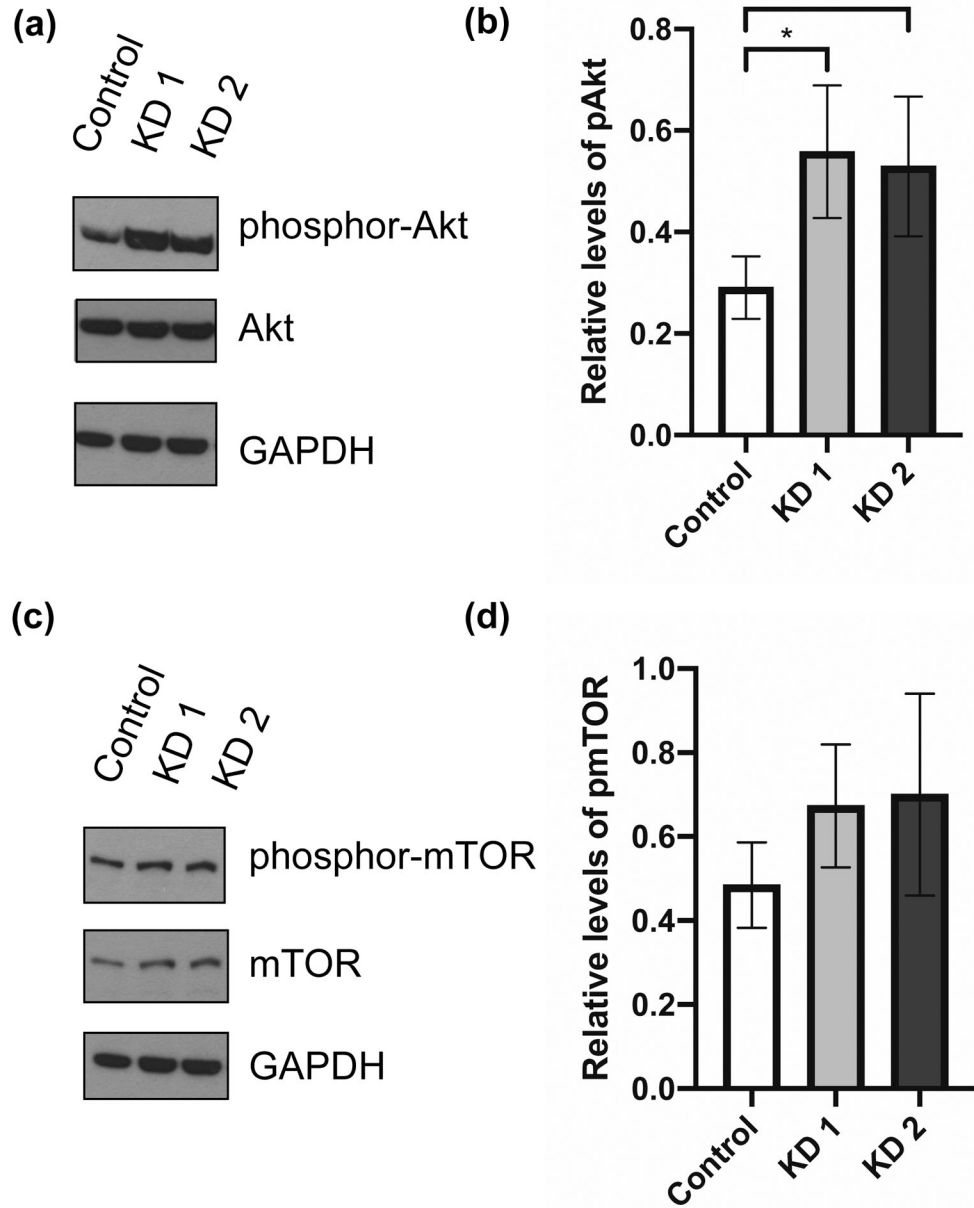 (a)
Control
KD 1
KD 2
phosphor-Akt
Akt
GAPDH
(b)
Relative levels of pAkt
0.8
0.6
0.4
0.2
0.0
*
Control
KD 1
KD 2
(c)
Control
KD 1
KD 2
phosphor-mTOR
mTOR
GAPDH
(d)
Relative levels of pmTOR
1.0
0.8
0.6
0.4
0.2
0.0
Control
KD 1
KD 2